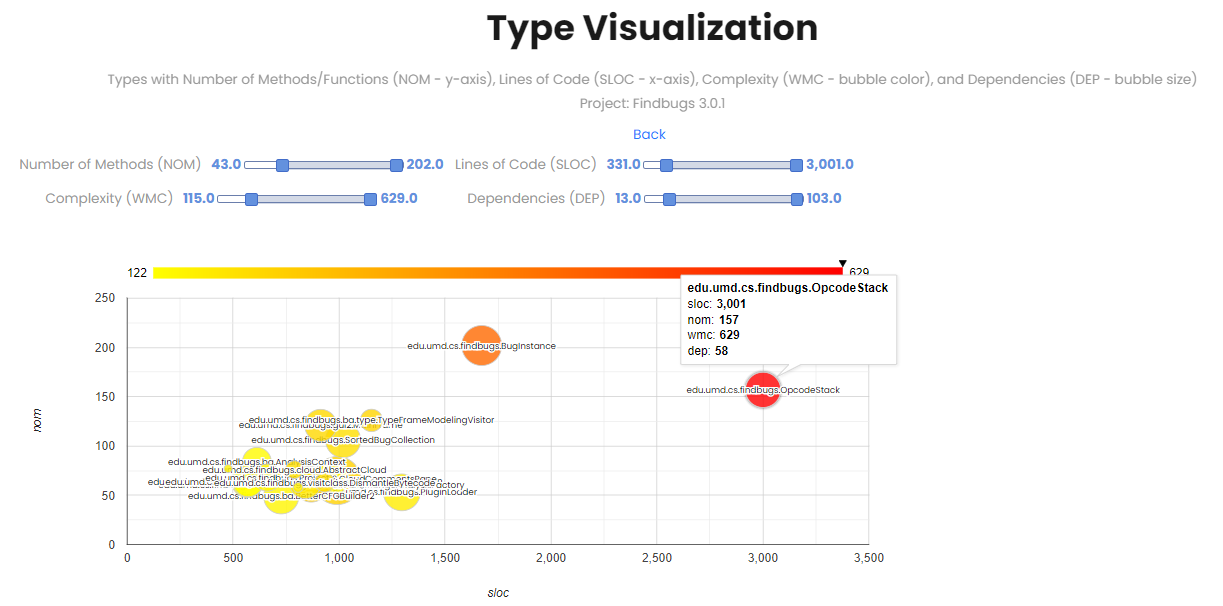 Type Visualization
Types with Number of Methods/Functions (NOM - y-axis), Lines of Code (SLOC - x-axis), Complexity (WMC - bubble color), and Dependencies (DEP - bubble size)
Project: Findbugs 3.0.1
Back
Number of Methods (NOM) 43.0 202.0 Lines of Code (SLOC) 331.0 3,001.0
Complexity (WMC) 115.0 629.0 Dependencies (DEP) 13.0 103.0
122 629
edu.umd.cs.findbugs.OpcodeStack
sloc: 3,001
nom: 157
wmc: 629
dep: 58
250
200
150
100
50
0
nom
edu.umd.cs.findbugs.BugInstance
edu.umd.cs.findbugs.OpcodeStack
edu.umd.cs.findbugs.ba.type.TypeFrameModelingVisitor
edu.umd.cs.findbugs.SortedBugCollection
edu.umd.cs.findbugs.ba.AnalysisContext
edu.umd.cs.findbugs.cloud.AbstractCloud
edu.umd.cs.findbugs.visitclass.DismantleBytecode
.cs.findbugs.PluginLoader
edu.umd.cs.findbugs.ba.BetterCFGBuilder2
0 500 1,000 1,500 2,000 2,500 3,000 3,500
sloc